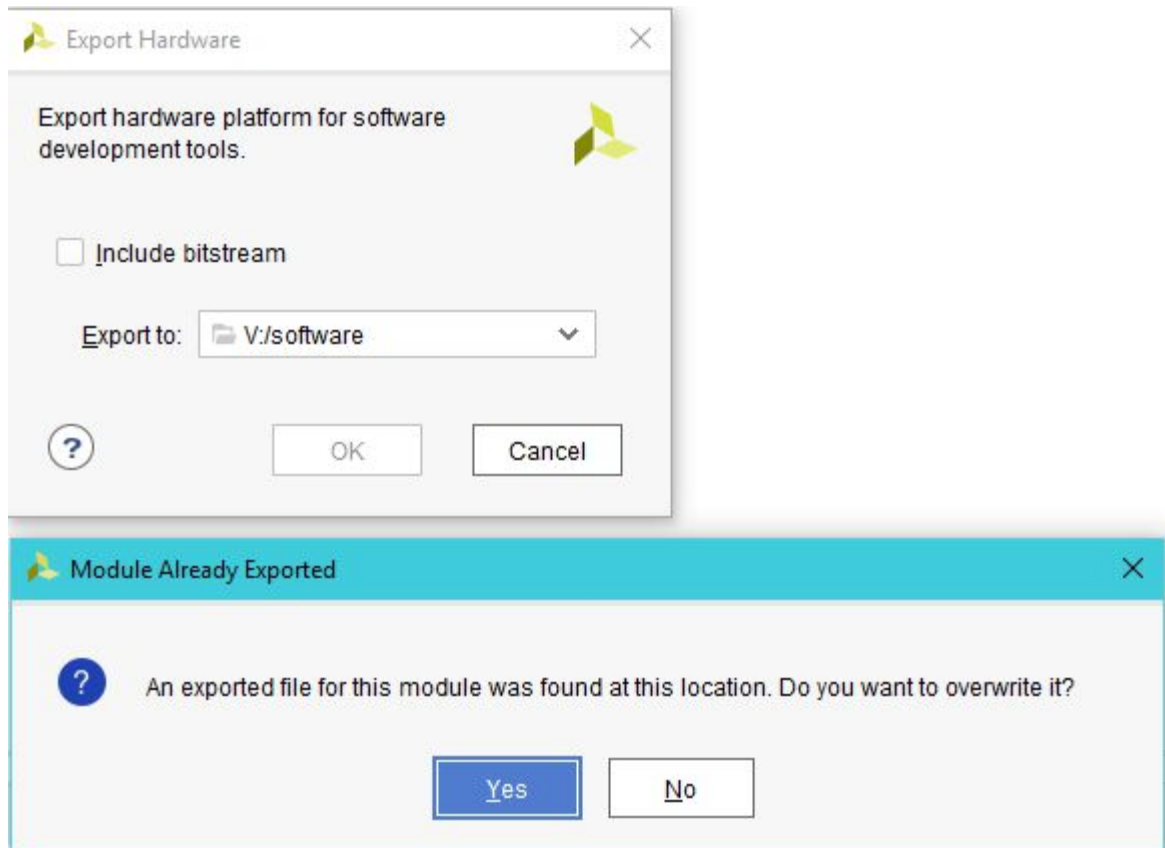 Export Hardware
Export hardware platform for software
development tools.
Include bitstream
Export to: V:/software
?
OK Cancel
Module Already Exported
?
An exported file for this module was found at this location. Do you want to overwrite it?
Yes No